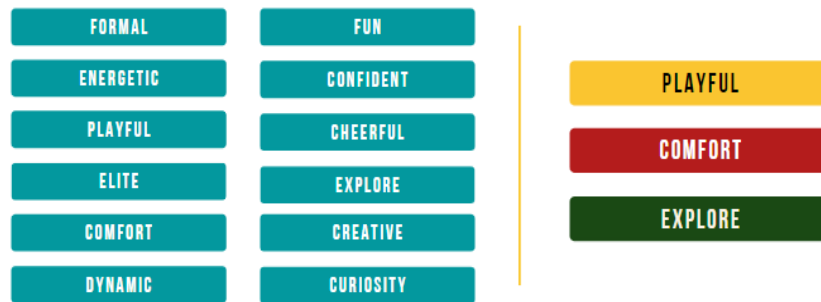 FORMAL
ENERGETIC
PLAYFUL
ELITE
COMFORT
DYNAMIC
FUN
CONFIDENT
CHEERFUL
EXPLORE
CREATIVE
CURIOSITY
PLAYFUL
COMFORT
EXPLORE